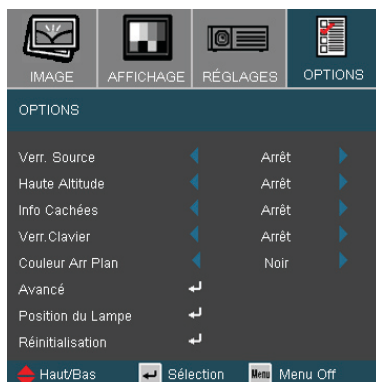 IMAGE AFFICHAGE RÉGLAGES OPTIONS
OPTIONS
Verr. Source Arrêt
Haute Altitude Arrêt
Info Cachées Arrêt
Verr.Clavier Arrêt
Couleur Arr Plan Noir
Avancé
Position du Lampe
Réinitialisation
Haut/Bas Sélection Menu Menu Off